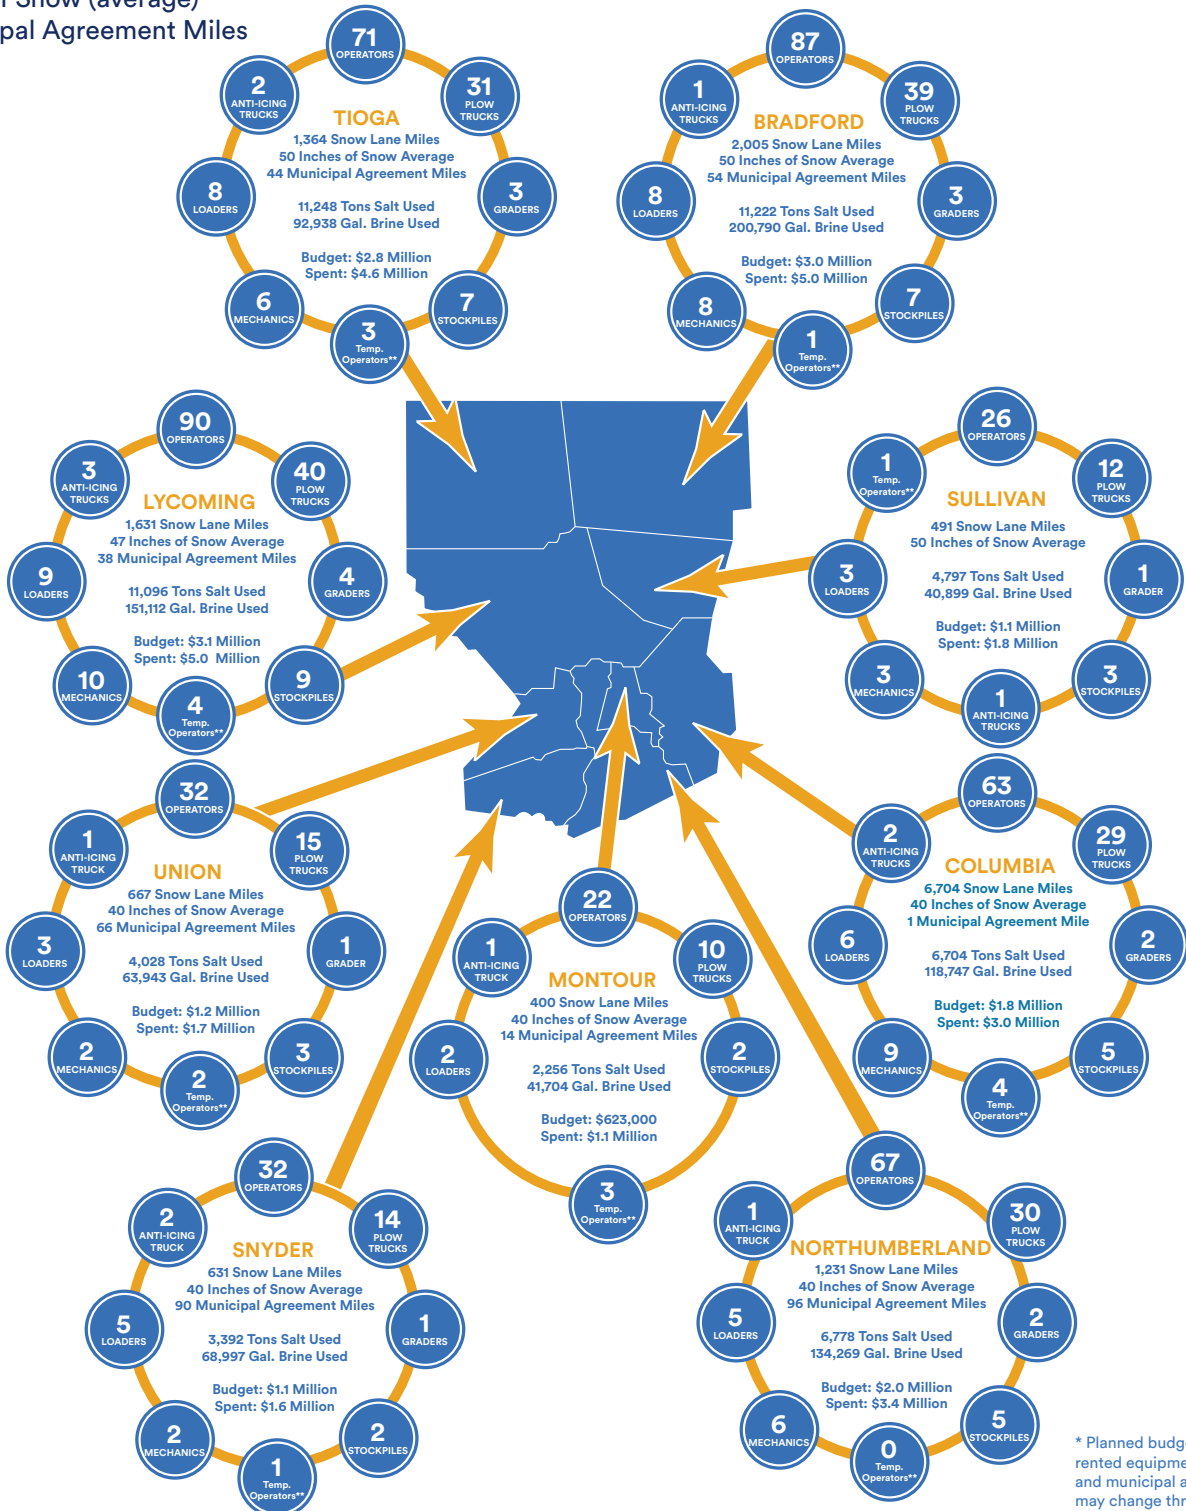 Snow (average)
Agreement Miles
71
OPERATORS
2
ANTI-ICING
TRUCKS
31
PLOW
TRUCKS
TIOGA
1,364 Snow Lane Miles
50 Inches of Snow Average
44 Municipal Agreement Miles
11,248 Tons Salt Used
92,938 Gal. Brine Used
Budget: $2.8 Million
Spent: $4.6 Million
8
LOADERS
3
GRADERS
6
MECHANICS
7
STOCKPILES
3
Temp.
Operators**
87
OPERATORS
1
ANTI-ICING
TRUCKS
39
PLOW
TRUCKS
BRADFORD
2,005 Snow Lane Miles
50 Inches of Snow Average
54 Municipal Agreement Miles
11,222 Tons Salt Used
200,790 Gal. Brine Used
Budget: $3.0 Million
Spent: $5.0 Million
8
LOADERS
3
GRADERS
8
MECHANICS
7
STOCKPILES
1
Temp.
Operators**
90
OPERATORS
3
ANTI-ICING
TRUCKS
40
PLOW
TRUCKS
LYCOMING
1,631 Snow Lane Miles
47 Inches of Snow Average
38 Municipal Agreement Miles
11,096 Tons Salt Used
151,112 Gal. Brine Used
Budget: $3.1 Million
Spent: $5.0 Million
9
LOADERS
4
GRADERS
10
MECHANICS
9
STOCKPILES
4
Temp.
Operators**
26
OPERATORS
1
Temp.
Operators**
12
PLOW
TRUCKS
SULLIVAN
491 Snow Lane Miles
50 Inches of Snow Average
4,797 Tons Salt Used
40,899 Gal. Brine Used
Budget: $1.1 Million
Spent: $1.8 Million
3
LOADERS
1
GRADER
3
MECHANICS
3
STOCKPILES
1
ANTI-ICING
TRUCKS
32
OPERATORS
1
ANTI-ICING
TRUCK
15
PLOW
TRUCKS
UNION
667 Snow Lane Miles
40 Inches of Snow Average
66 Municipal Agreement Miles
4,028 Tons Salt Used
63,943 Gal. Brine Used
Budget: $1.2 Million
Spent: $1.7 Million
3
LOADERS
1
GRADER
2
MECHANICS
3
STOCKPILES
2
Temp.
Operators**
22
OPERATORS
1
ANTI-ICING
TRUCK
10
PLOW
TRUCKS
MONTOUR
400 Snow Lane Miles
40 Inches of Snow Average
14 Municipal Agreement Miles
2,256 Tons Salt Used
41,704 Gal. Brine Used
Budget: $623,000
Spent: $1.1 Million
2
LOADERS
2
STOCKPILES
3
Temp.
Operators**
63
OPERATORS
2
ANTI-ICING
TRUCKS
29
PLOW
TRUCKS
COLUMBIA
6,704 Snow Lane Miles
40 Inches of Snow Average
1 Municipal Agreement Mile
6,704 Tons Salt Used
118,747 Gal. Brine Used
Budget: $1.8 Million
Spent: $3.0 Million
6
LOADERS
2
GRADERS
9
MECHANICS
5
STOCKPILES
4
Temp.
Operators**
32
OPERATORS
2
ANTI-ICING
TRUCK
14
PLOW
TRUCKS
SNYDER
631 Snow Lane Miles
40 Inches of Snow Average
90 Municipal Agreement Miles
3,392 Tons Salt Used
68,997 Gal. Brine Used
Budget: $1.1 Million
Spent: $1.6 Million
5
LOADERS
1
GRADERS
2
MECHANICS
2
STOCKPILES
1
Temp.
Operators**
67
OPERATORS
1
ANTI-ICING
TRUCK
30
PLOW
TRUCKS
NORTHUMBERLAND
1,231 Snow Lane Miles
40 Inches of Snow Average
96 Municipal Agreement Miles
6,778 Tons Salt Used
134,269 Gal. Brine Used
Budget: $2.0 Million
Spent: $3.4 Million
5
LOADERS
2
GRADERS
6
MECHANICS
5
STOCKPILES
0
Temp.
Operators**
* Planned
rented
and municipal
may change